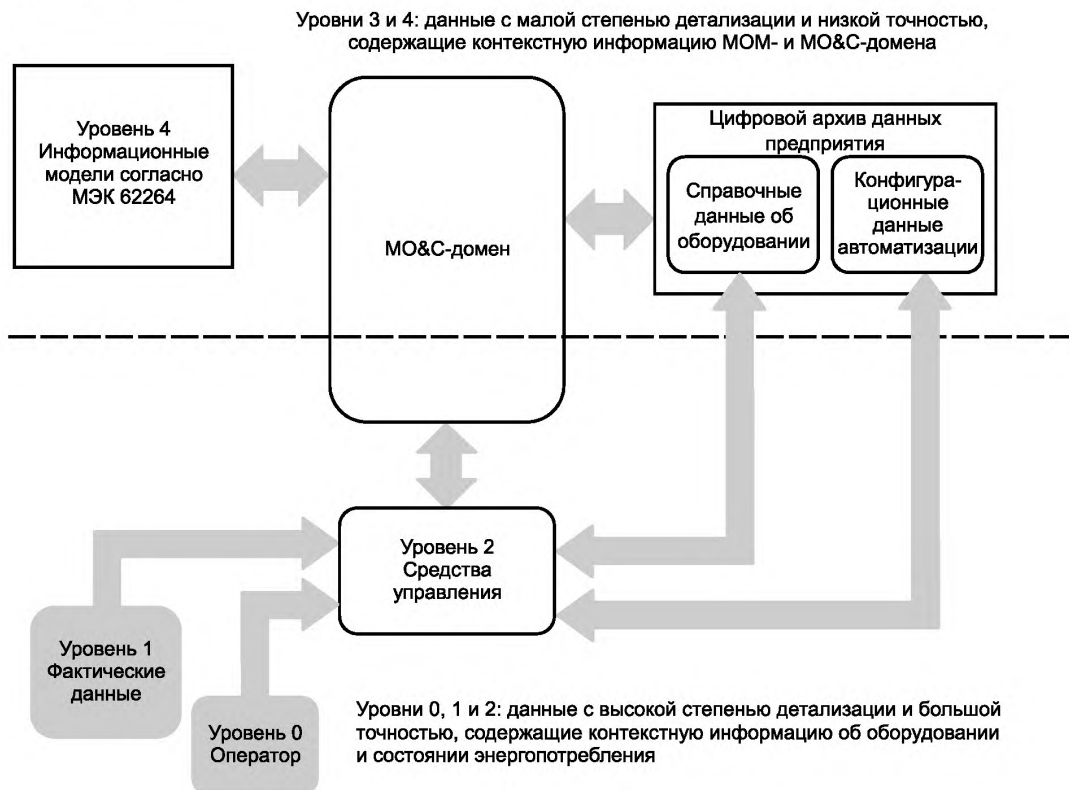 Уровни 3 и 4: данные с малой степенью детализации и низкой точностью,
содержащие контекстную информацию МОМ- и МО&С-домена
Уровень 4
Информационные
модели согласно
МЭК 62264
МО&С-домен
Цифровой архив данных
предприятия
Справочные
данные об
оборудовании
Конфигура-
ционные
данные
автоматизации
Уровень 2
Средства
управления
Уровень 1
Фактические
данные
Уровень 0
Оператор
Уровни 0, 1 и 2: данные с высокой степенью детализации и большой
точностью, содержащие контекстную информацию об оборудовании
и состоянии энергопотребления